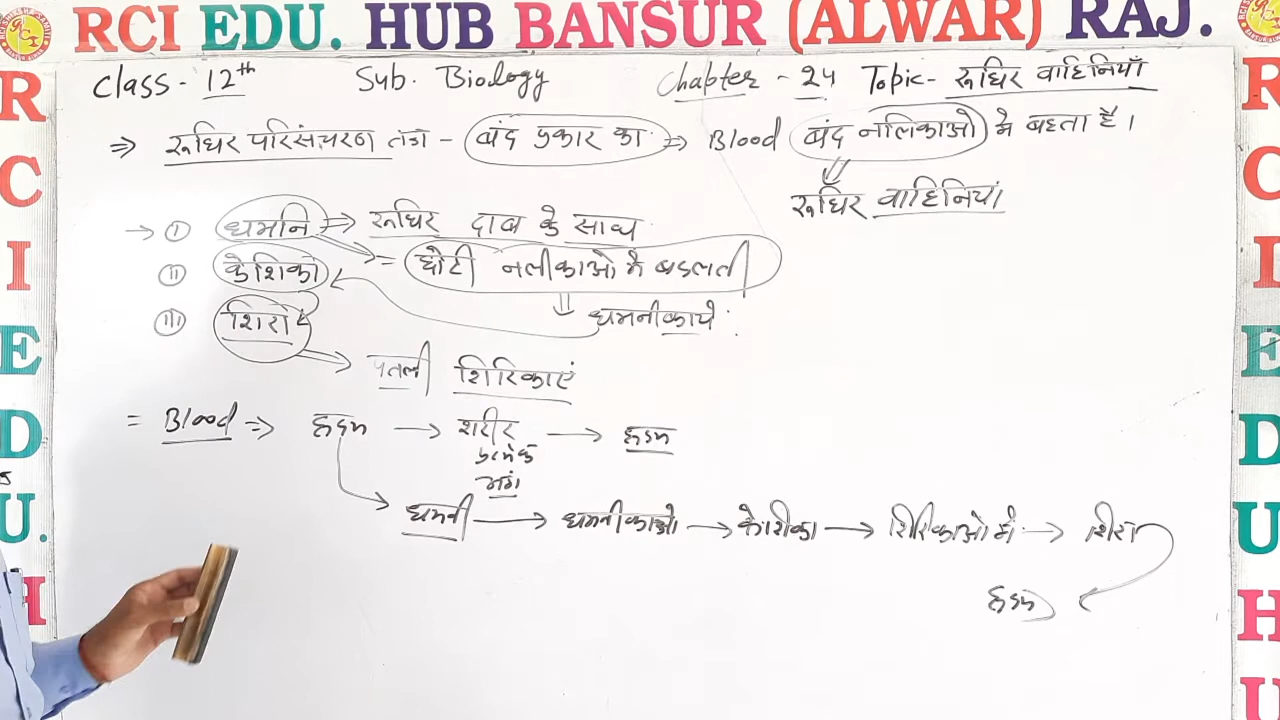 RCI EDU. HUB BANSUR (ALWAR) RAJ.
Class - 12th Sub. Biology Chapter - 24 Topic - रूधिर वाहिनियाँ
⇒ रूधिर परिसंचरण तंत्र - बंद प्रकार का ⇒ Blood बंद नलिकाओ मे बहता है।
⇓
रूधिर वाहिनियां
→ (i) धमनि → रूधिर दाब के साथ
(ii) केशिका = छोटी नलीकाओ मे बदलती
⇓ धमनीकाये
(iii) शिरा → पतली शिरिकाएं
= Blood ⇒ हृदय → शरीर → हृदय
प्रत्येक
अंग
धमनी → धमनीकाओ → केशिका → शिरिकाओ में → शिरा
हृदय
R
C
I
E
D
U.
H
R
C
I
E
D
U
H
U